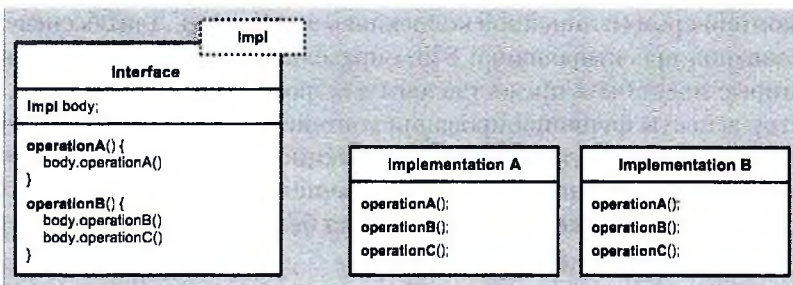 Impl
Interface
Impl body;
operationA() {
body.operationA()
}
operationB() {
body.operationB()
body.operationC()
}
Implementation A
operationA();
operationB();
operationC();
Implementation B
operationA();
operationB();
operationC();